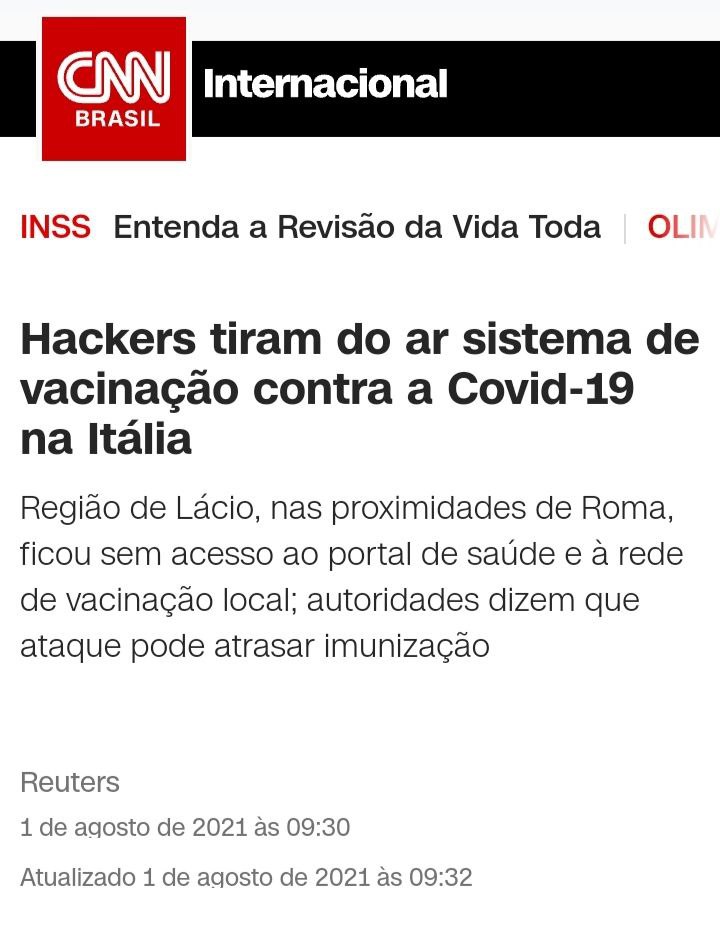 CNN
BRASIL
Internacional
INSS Entenda a Revisão da Vida Toda | OLIM
Hackers tiram do ar sistema de
vacinação contra a Covid-19
na Itália
Região de Lácio, nas proximidades de Roma,
ficou sem acesso ao portal de saúde e à rede
de vacinação local; autoridades dizem que
ataque pode atrasar imunização
Reuters
1 de agosto de 2021 às 09:30
Atualizado 1 de agosto de 2021 às 09:32